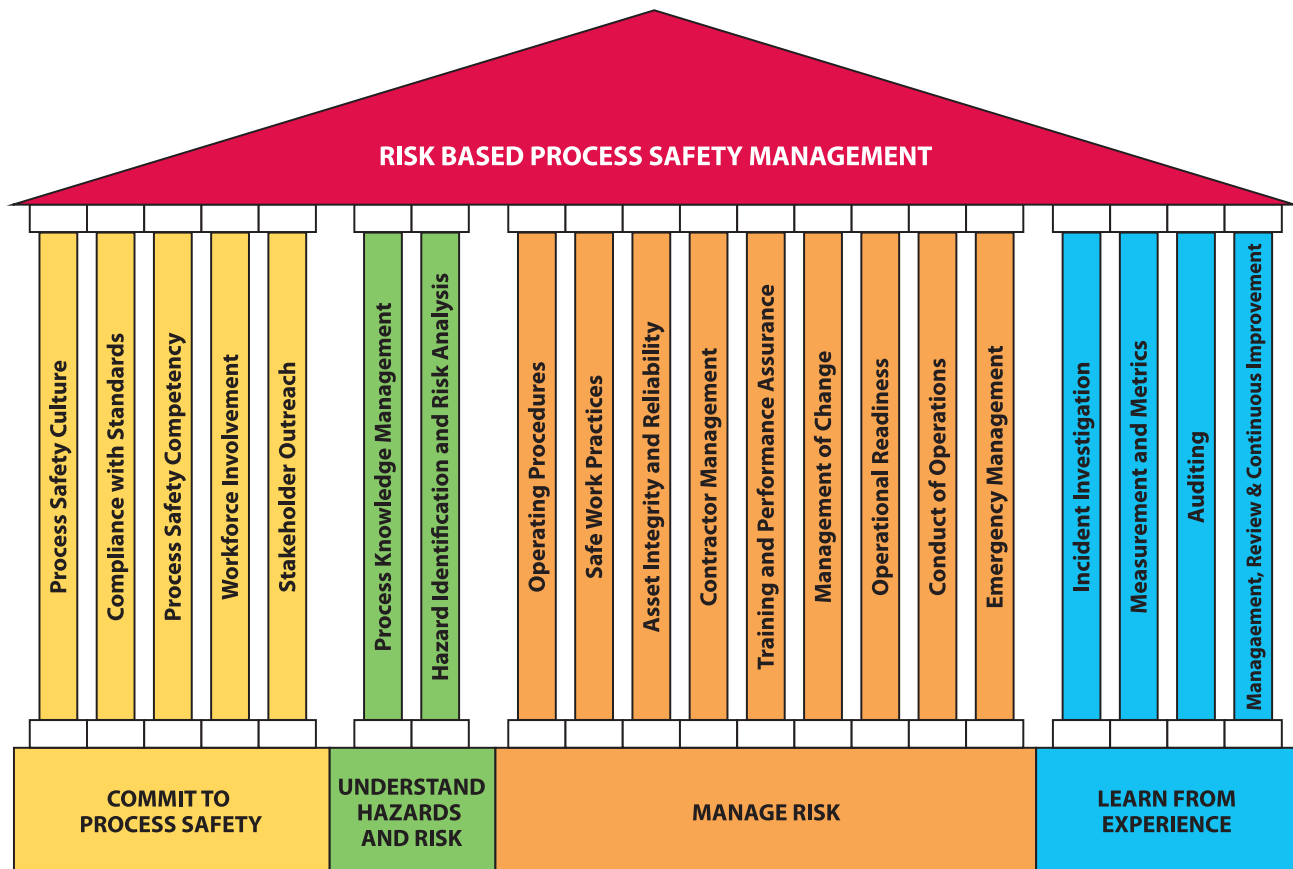 RISK BASED PROCESS SAFETY MANAGEMENT
Process Safety Culture
Compliance with Standards
Process Safety Competency
Workforce Involvement
Stakeholder Outreach
Process Knowledge Management
Hazard Identification and Risk Analysis
Operating Procedures
Safe Work Practices
Asset Integrity and Reliability
Contractor Management
Training and Performance Assurance
Management of Change
Operational Readiness
Conduct of Operations
Emergency Management
Incident Investigation
Measurement and Metrics
Auditing
Managaement, Review & Continuous Improvement
COMMIT TO
PROCESS SAFETY
UNDERSTAND
HAZARDS
AND RISK
MANAGE RISK
LEARN FROM
EXPERIENCE